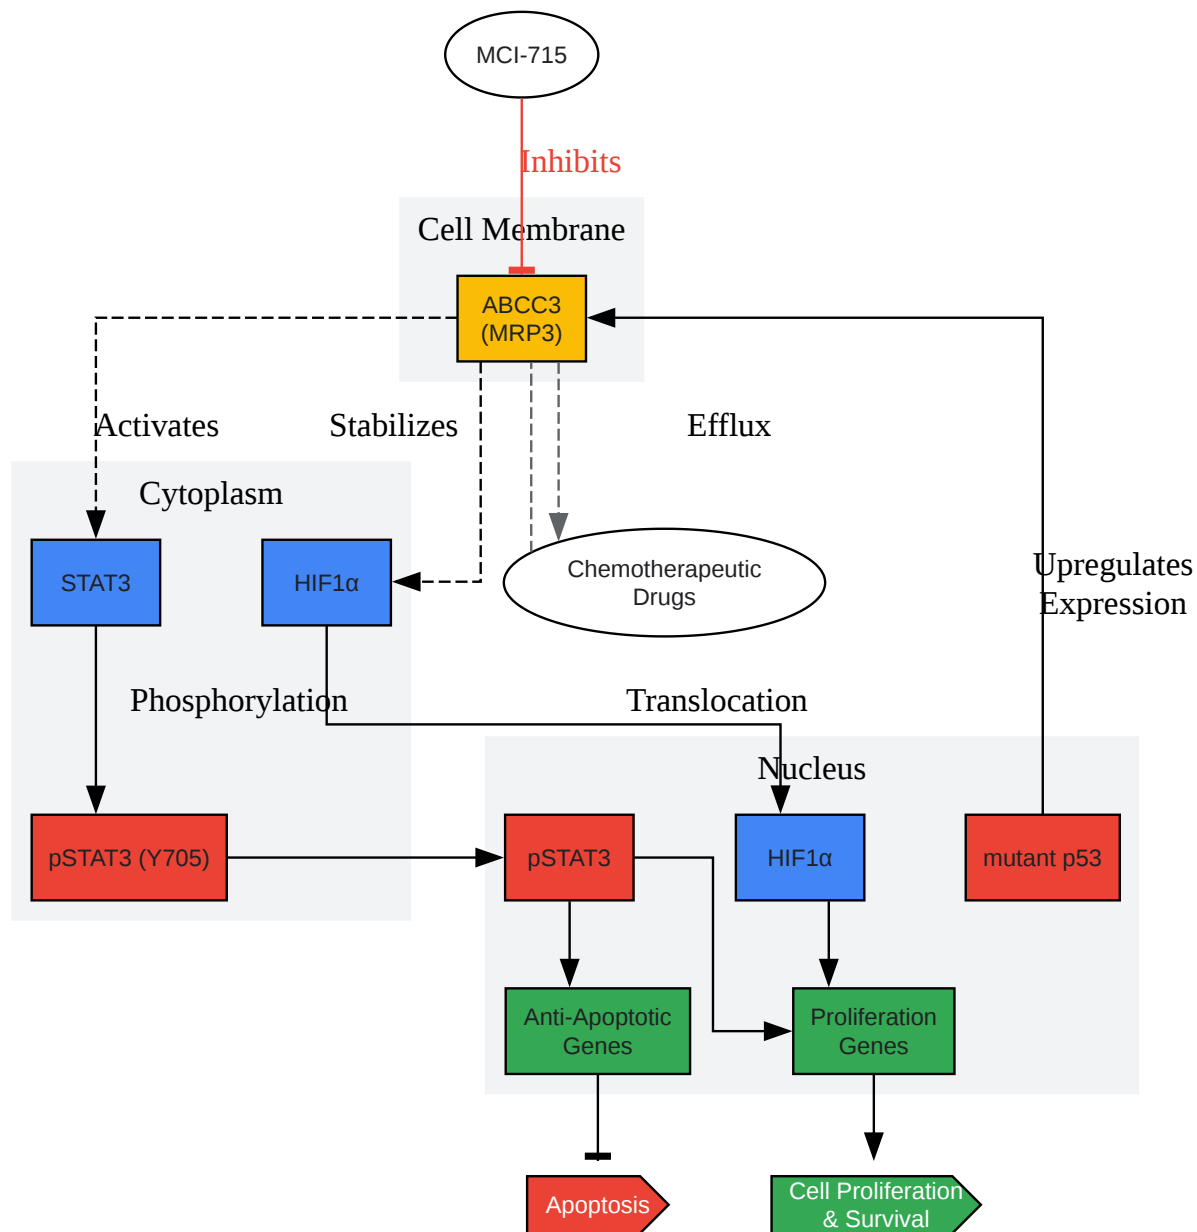 MCI-715
Inhibits
Cell Membrane
ABCC3
(MRP3)
Activates
Stabilizes
Efflux
Cytoplasm
STAT3
HIF1α
Chemotherapeutic
Drugs
Upregulates
Expression
Phosphorylation
Translocation
Nucleus
pSTAT3 (Y705)
pSTAT3
HIF1α
mutant p53
Anti-Apoptotic
Genes
Proliferation
Genes
Apoptosis
Cell Proliferation
& Survival